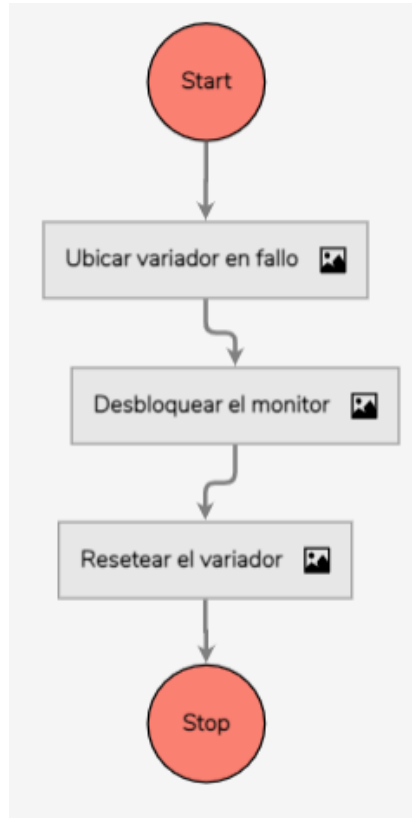 Start
Ubicar variador en fallo
Desbloquear el monitor
Resetear el variador
Stop